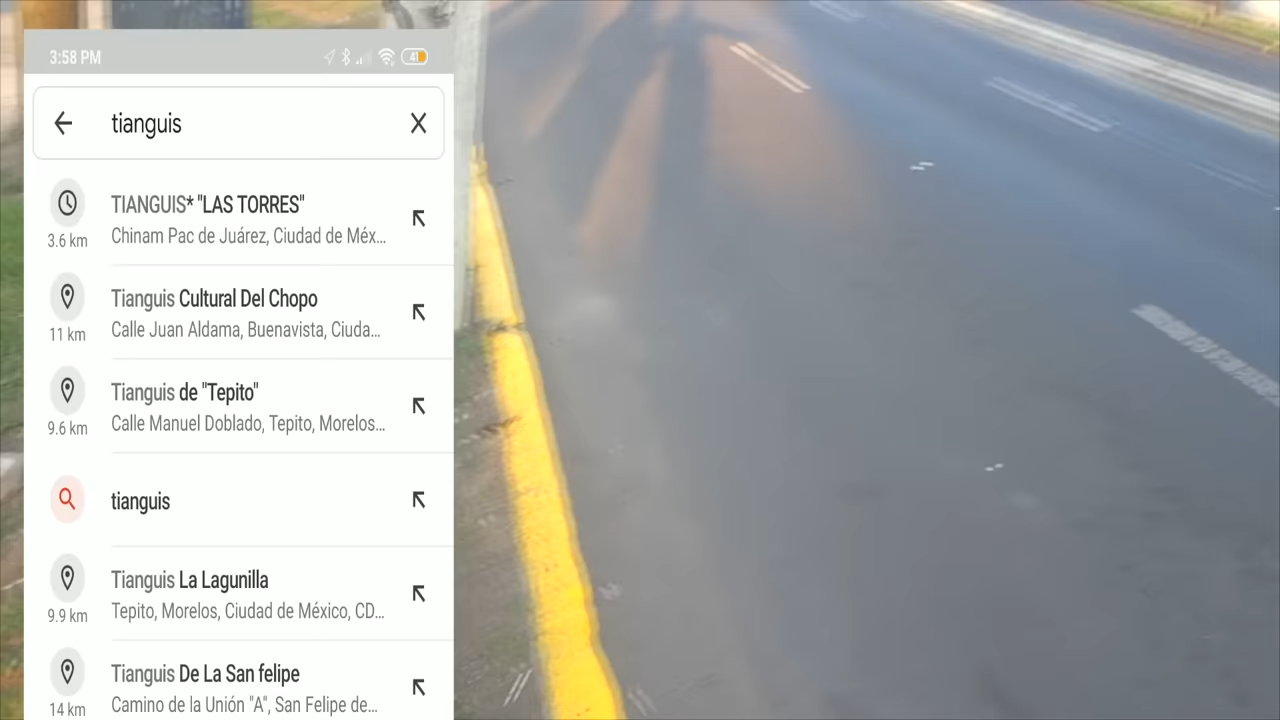 3:58 PM
41
tianguis
TIANGUIS* "LAS TORRES"
3.6 km
Chinam Pac de Juárez, Ciudad de Méx...
Tianguis Cultural Del Chopo
11 km
Calle Juan Aldama, Buenavista, Ciuda...
Tianguis de "Tepito"
9.6 km
Calle Manuel Doblado, Tepito, Morelos...
tianguis
Tianguis La Lagunilla
9.9 km
Tepito, Morelos, Ciudad de México, CD...
Tianguis De La San felipe
14 km
Camino de la Unión "A", San Felipe de...